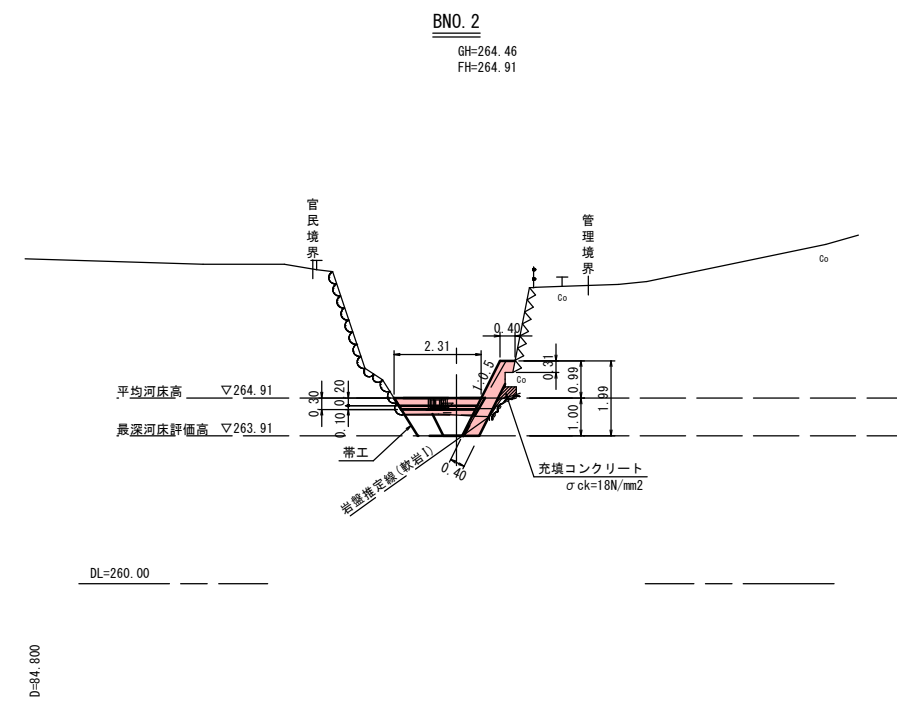 BNO. 2
GH=264.46
FH=264.91
官民境界
管理境界
Co
Co
0.40
2.31
1:0.5
0.31
0.99
1.99
Co
平均河床高 ▽264.91
0.30
0.20
0.10
1.00
最深河床評価高 ▽263.91
帯工
岩盤推定線(軟岩Ⅰ)
0.40
充填コンクリート
σck=18N/mm2
DL=260.00
D=84.800